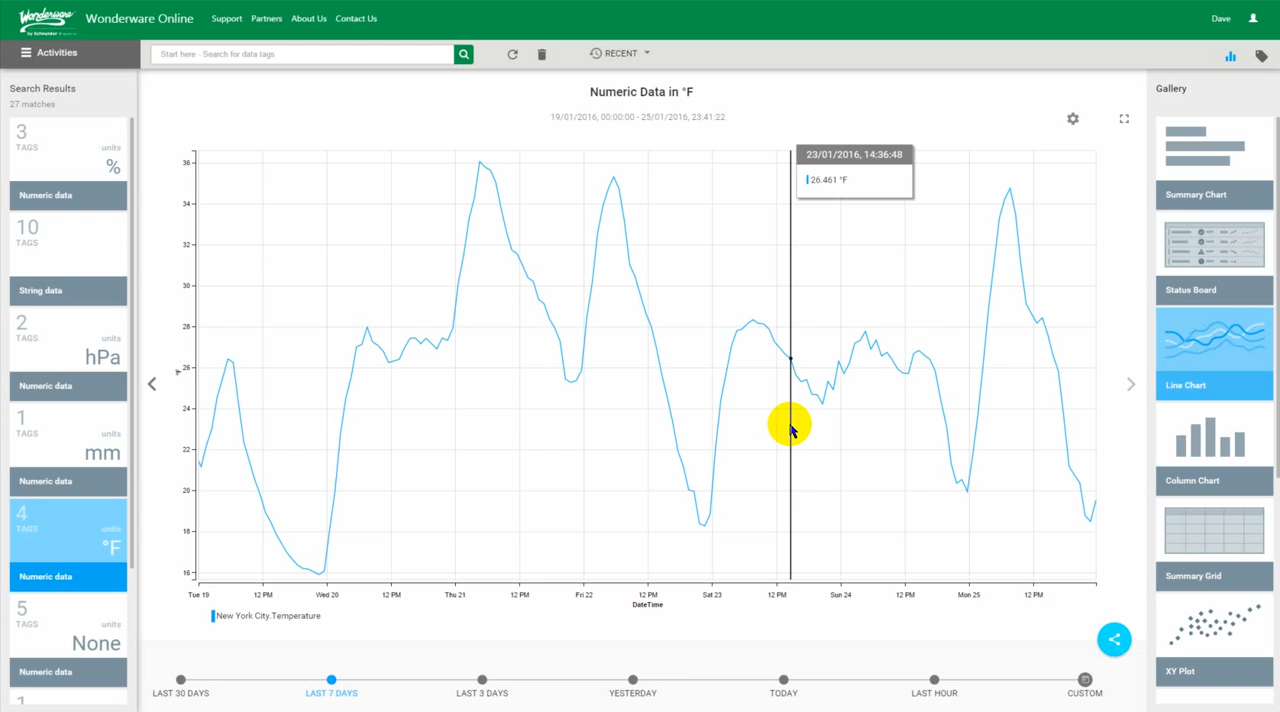 Wonderware
by Schneider Electric
Wonderware Online
Support
Partners
About Us
Contact Us
Dave
Activities
Start here - Search for data tags
RECENT
Search Results
27 matches
3
TAGS
units
%
Numeric data
10
TAGS
String data
2
TAGS
units
hPa
Numeric data
1
TAGS
units
mm
Numeric data
4
TAGS
units
°F
Numeric data
5
TAGS
units
None
Numeric data
1
Numeric Data in °F
19/01/2016, 00:00:00 - 25/01/2016, 23:41:22
23/01/2016, 14:36:48
26.461 °F
36
34
32
30
28
26
24
22
20
18
16
°F
Tue 19
12 PM
Wed 20
12 PM
Thu 21
12 PM
Fri 22
12 PM
Sat 23
12 PM
Sun 24
12 PM
Mon 25
12 PM
DateTime
New York City.Temperature
LAST 30 DAYS
LAST 7 DAYS
LAST 3 DAYS
YESTERDAY
TODAY
LAST HOUR
CUSTOM
Gallery
Summary Chart
Status Board
Line Chart
Column Chart
Summary Grid
XY Plot